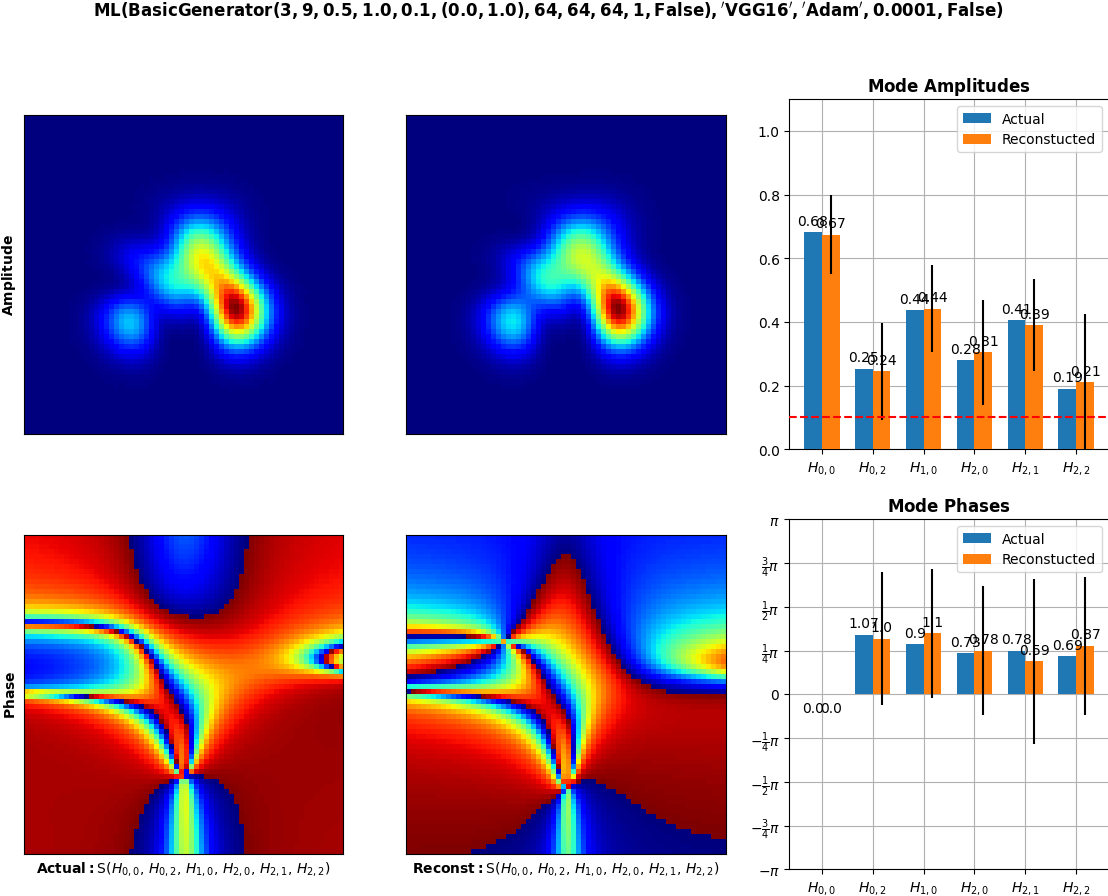 ML(BasicGenerator(3, 9, 0.5, 1.0, 0.1, (0.0, 1.0), 64, 64, 64, 1, False), ′VGG16′, ′Adam′, 0.0001, False)
Amplitude
Mode Amplitudes
Actual
Reconstucted
1.0
0.8
0.6
0.4
0.2
0.0
0.68 0.67
0.25 0.24
0.44 0.44
0.28 0.31
0.41 0.39
0.19 0.21
H0,0 H0,2 H1,0 H2,0 H2,1 H2,2
Phase
Actual: S(H0,0, H0,2, H1,0, H2,0, H2,1, H2,2)
Reconst: S(H0,0, H0,2, H1,0, H2,0, H2,1, H2,2)
Mode Phases
Actual
Reconstucted
π
3/4π
1/2π
1/4π
0
−1/4π
−1/2π
−3/4π
−π
0.0 0.0
1.07 1.0
0.9 1.1
0.73 0.78
0.78 0.59
0.69 0.87
H0,0 H0,2 H1,0 H2,0 H2,1 H2,2